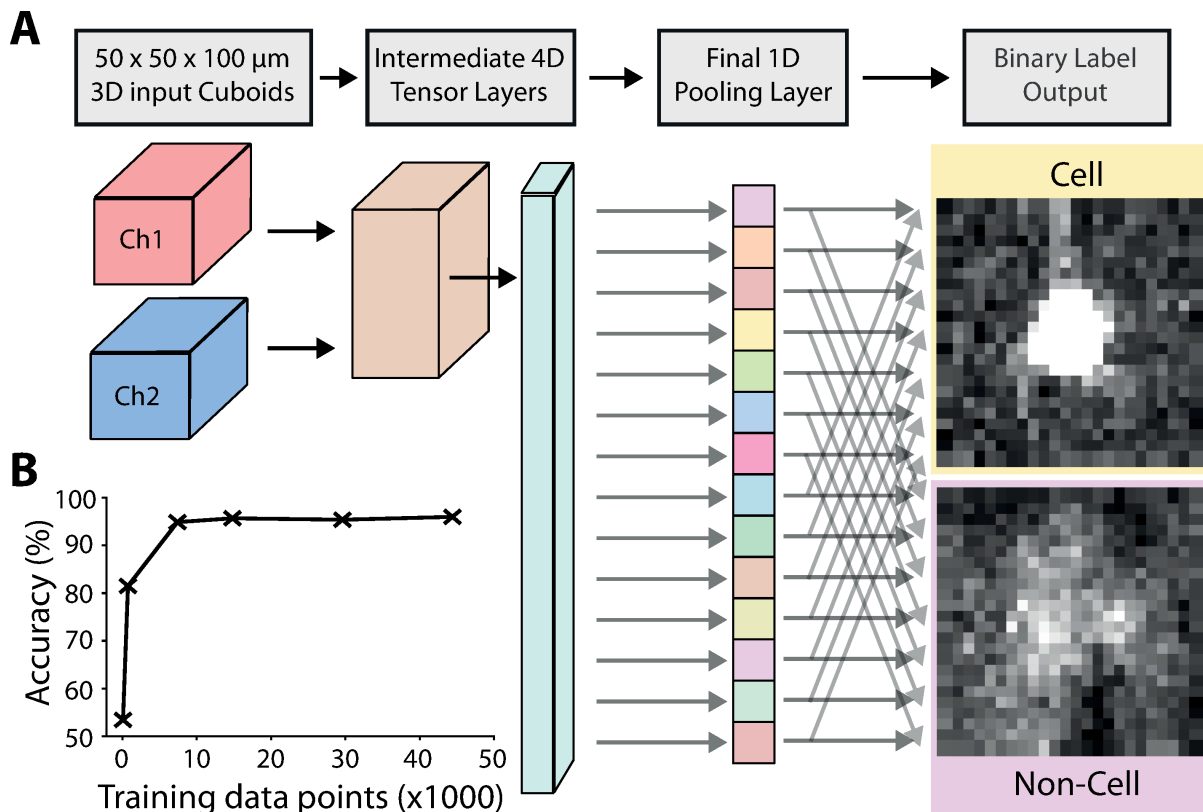 A
50 x 50 x 100 µm
3D input Cuboids
Intermediate 4D
Tensor Layers
Final 1D
Pooling Layer
Binary Label
Output
Ch1
Ch2
Cell
Non-Cell
B
Accuracy (%)
100
90
80
70
60
50
0
10
20
30
40
50
Training data points (x1000)